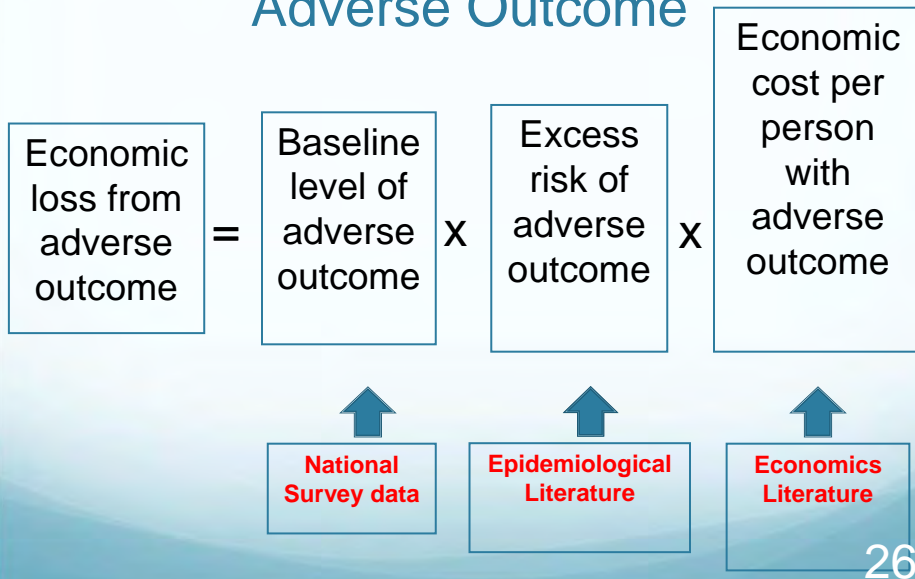 Adverse Outcome
Economic
loss from
adverse
outcome
=
Baseline
level of
adverse
outcome
x
Excess
risk of
adverse
outcome
x
Economic
cost per
person
with
adverse
outcome
National
Survey data
Epidemiological
Literature
Economics
Literature
26